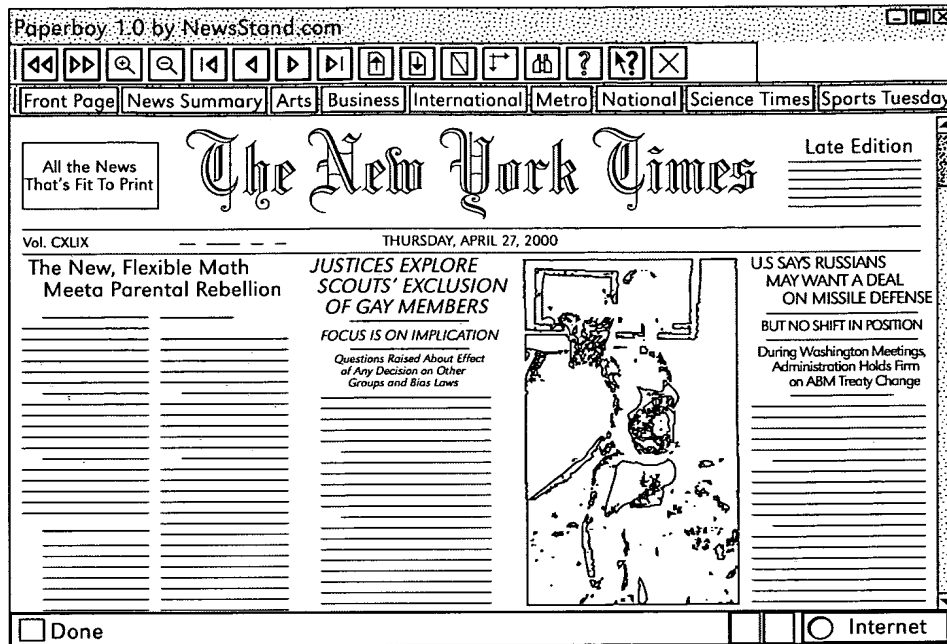 Paperboy 1.0 by NewsStand.com
Front Page News Summary Arts Business International Metro National Science Times Sports Tuesday
All the News
That's Fit To Print
The New York Times
Late Edition
Vol. CXLIX
THURSDAY, APRIL 27, 2000
The New, Flexible Math
Meeta Parental Rebellion
JUSTICES EXPLORE
SCOUTS' EXCLUSION
OF GAY MEMBERS
FOCUS IS ON IMPLICATION
Questions Raised About Effect
of Any Decision on Other
Groups and Bias Laws
U.S SAYS RUSSIANS
MAY WANT A DEAL
ON MISSILE DEFENSE
BUT NO SHIFT IN POSITION
During Washington Meetings,
Administration Holds Firm
on ABM Treaty Change
Done
Internet